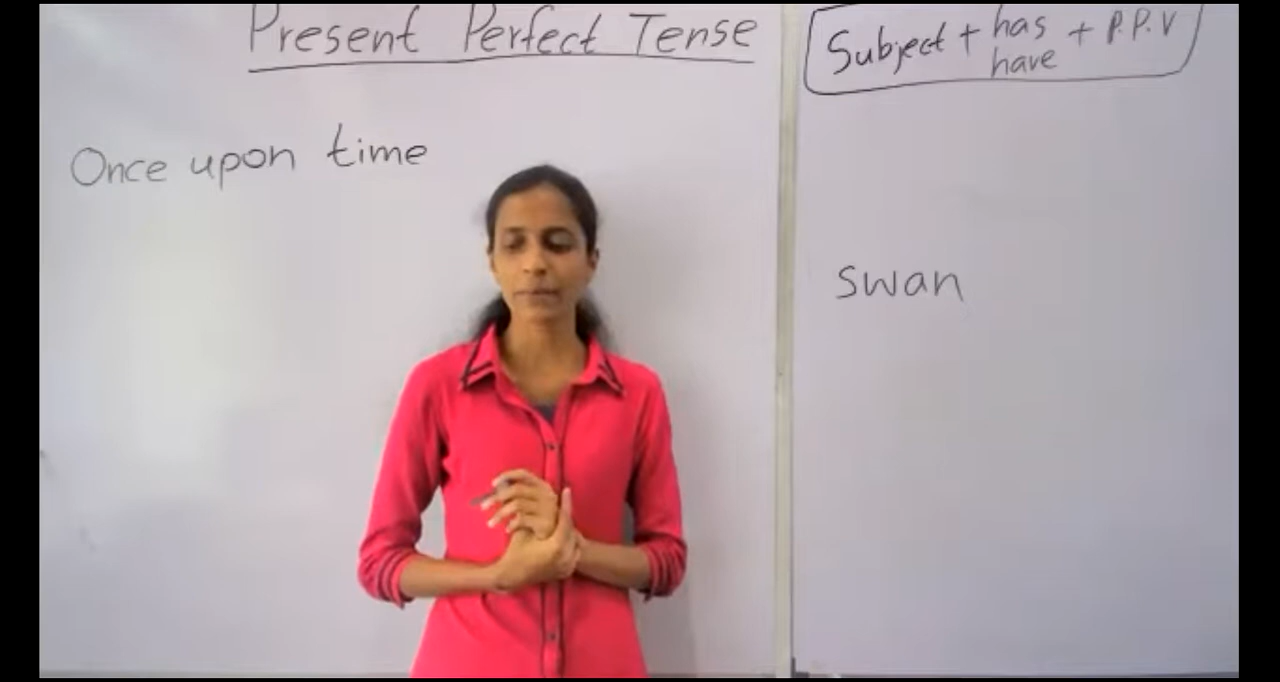 Present Perfect Tense
Subject + has + P.P.V
have
Once upon time
swan